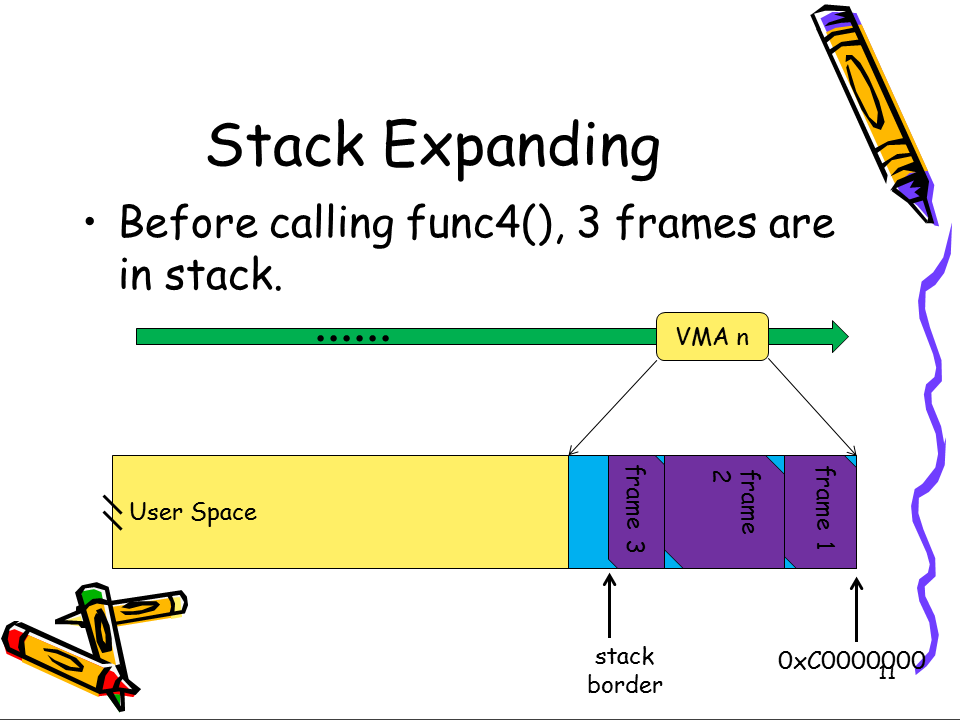 Stack Expanding
• Before calling func4(), 3 frames are
in stack.
......
VMA n
User Space
frame 3
frame
2
frame 1
stack
border
0xC0000000
11